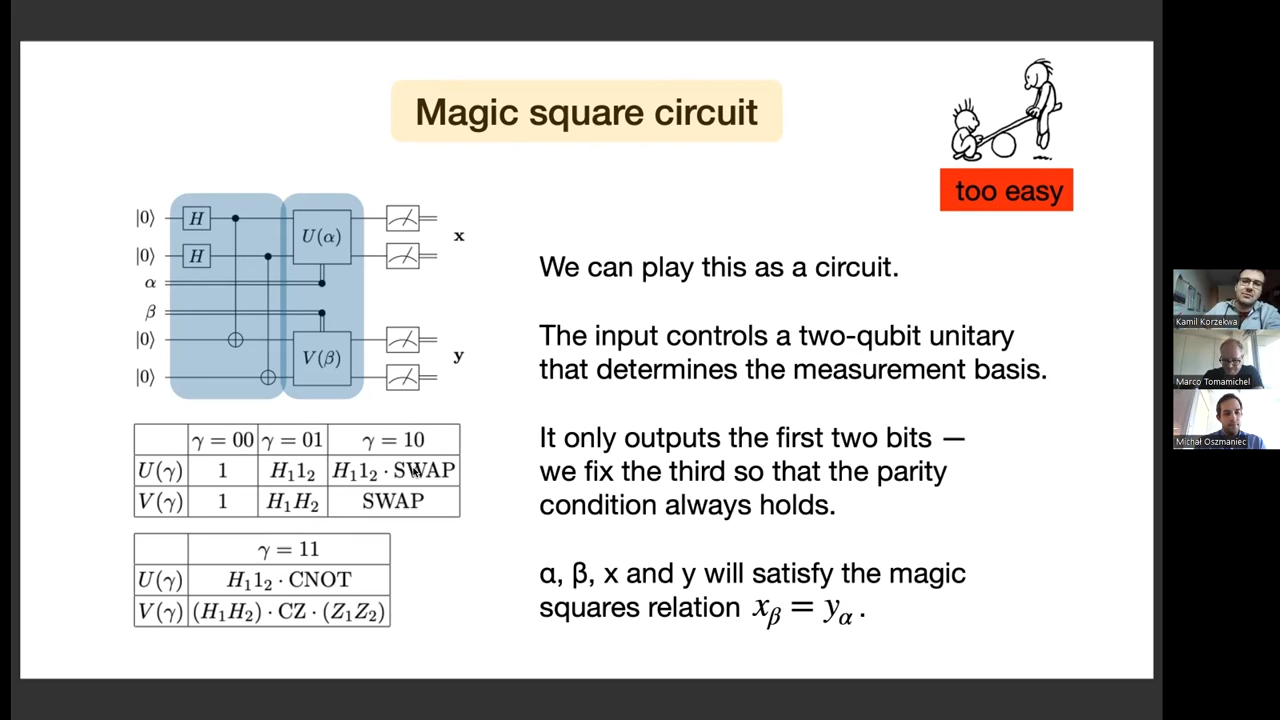 Magic square circuit
too easy
|0⟩ H
|0⟩ H
U(α)
x
α
β
|0⟩
|0⟩
V(β)
y
γ = 00 γ = 01 γ = 10
U(γ) 1 H₁1₂ H₁1₂ · SWAP
V(γ) 1 H₁H₂ SWAP
γ = 11
U(γ) H₁1₂ · CNOT
V(γ) (H₁H₂) · CZ · (Z₁Z₂)
We can play this as a circuit.
The input controls a two-qubit unitary
that determines the measurement basis.
It only outputs the first two bits —
we fix the third so that the parity
condition always holds.
α, β, x and y will satisfy the magic
squares relation xᵦ = yα .
Kamil Korzekwa
Marco Tomamichel
Michał Oszmaniec